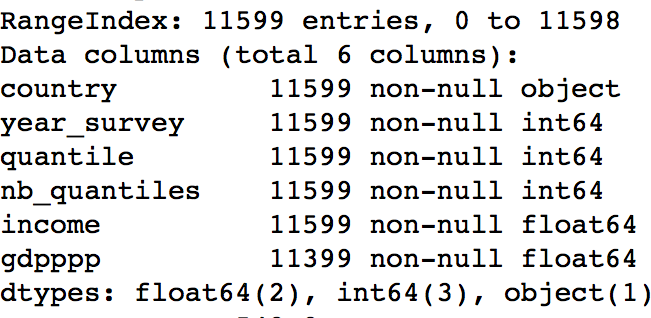 RangeIndex: 11599 entries, 0 to 11598
Data columns (total 6 columns):
country 11599 non-null object
year_survey 11599 non-null int64
quantile 11599 non-null int64
nb_quantiles 11599 non-null int64
income 11599 non-null float64
gdpppp 11399 non-null float64
dtypes: float64(2), int64(3), object(1)